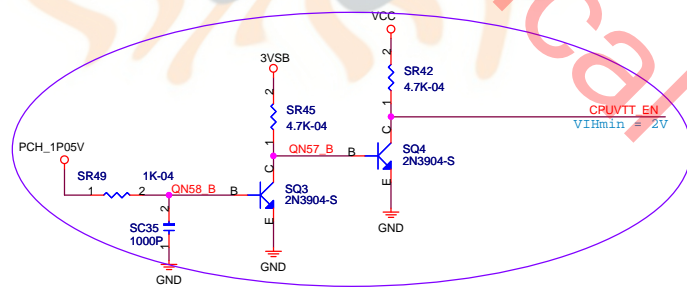 VCC
2
SR42
4.7K-04
1
CPUVTT_EN
VIHmin = 2V
3VSB
2
SR45
4.7K-04
1
QN57_B
B
C
SQ4
2N3904-S
E
GND
PCH_1P05V
SR49
1K-04
1
2
QN58_B
B
C
SQ3
2N3904-S
E
GND
2
SC35
1000P
1
GND
cal